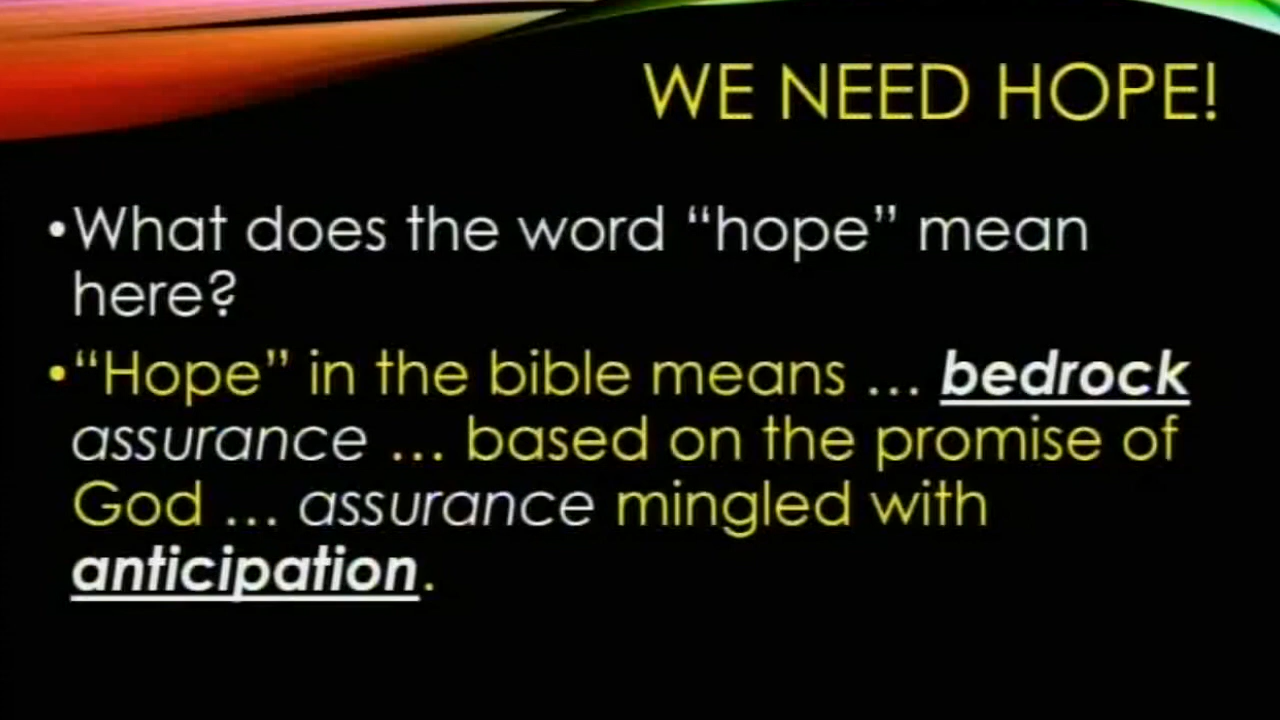 WE NEED HOPE!
•What does the word “hope” mean
here?
•“Hope” in the bible means … bedrock
assurance … based on the promise of
God … assurance mingled with
anticipation.